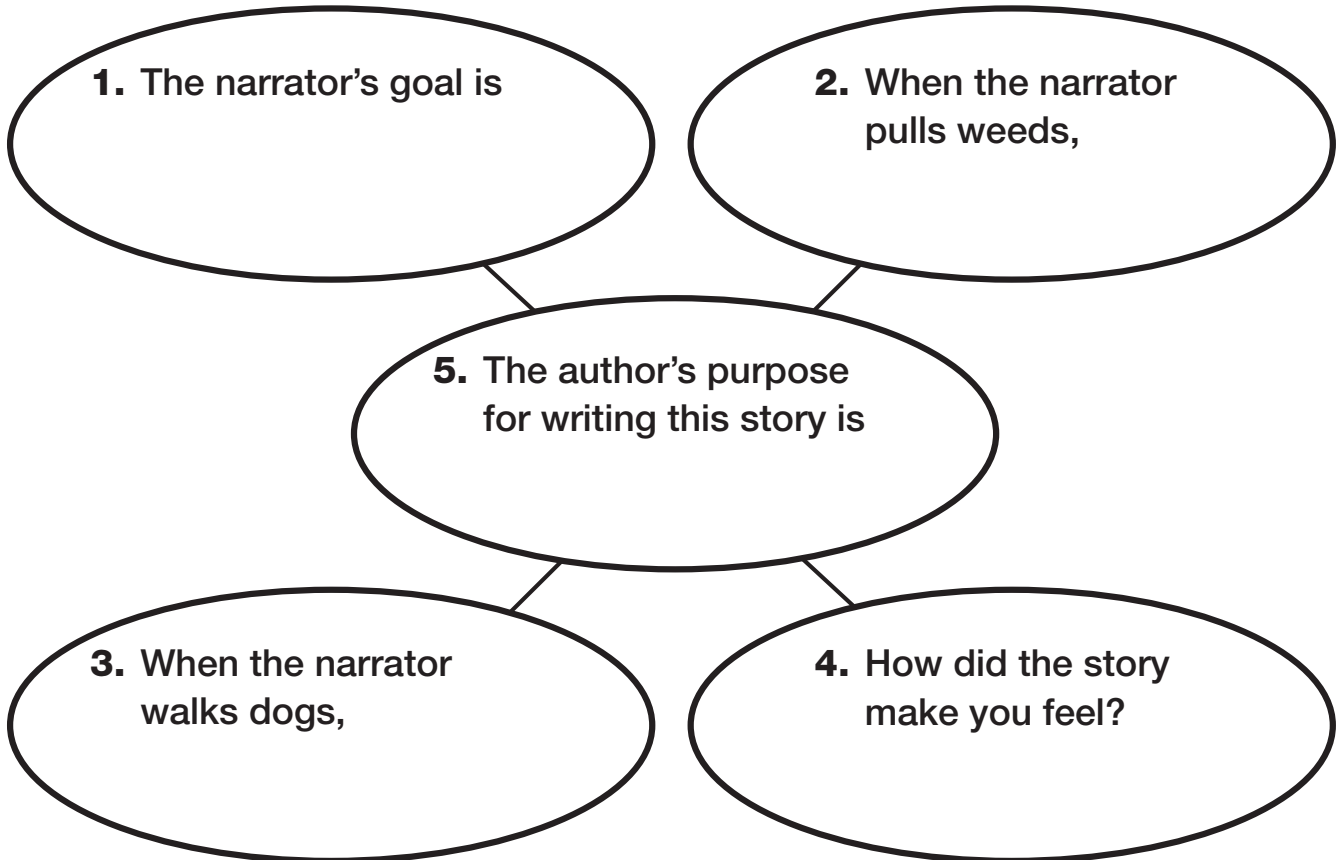 1. The narrator’s goal is
2. When the narrator
pulls weeds,
5. The author’s purpose
for writing this story is
3. When the narrator
walks dogs,
4. How did the story
make you feel?